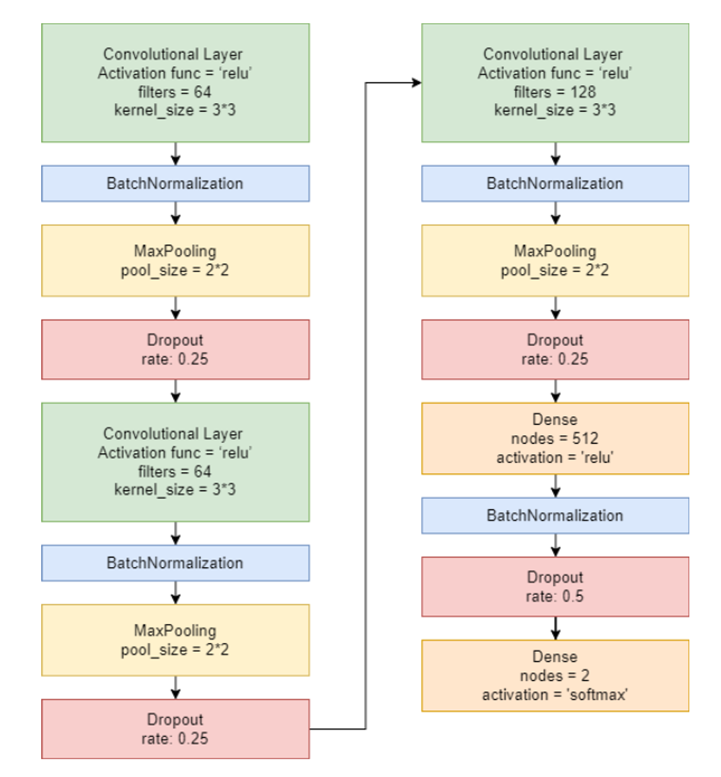 Convolutional Layer
Activation func = ‘relu’
filters = 64
kernel_size = 3*3
BatchNormalization
MaxPooling
pool_size = 2*2
Dropout
rate: 0.25
Convolutional Layer
Activation func = ‘relu’
filters = 64
kernel_size = 3*3
BatchNormalization
MaxPooling
pool_size = 2*2
Dropout
rate: 0.25
Convolutional Layer
Activation func = ‘relu’
filters = 128
kernel_size = 3*3
BatchNormalization
MaxPooling
pool_size = 2*2
Dropout
rate: 0.25
Dense
nodes = 512
activation = 'relu'
BatchNormalization
Dropout
rate: 0.5
Dense
nodes = 2
activation = 'softmax'